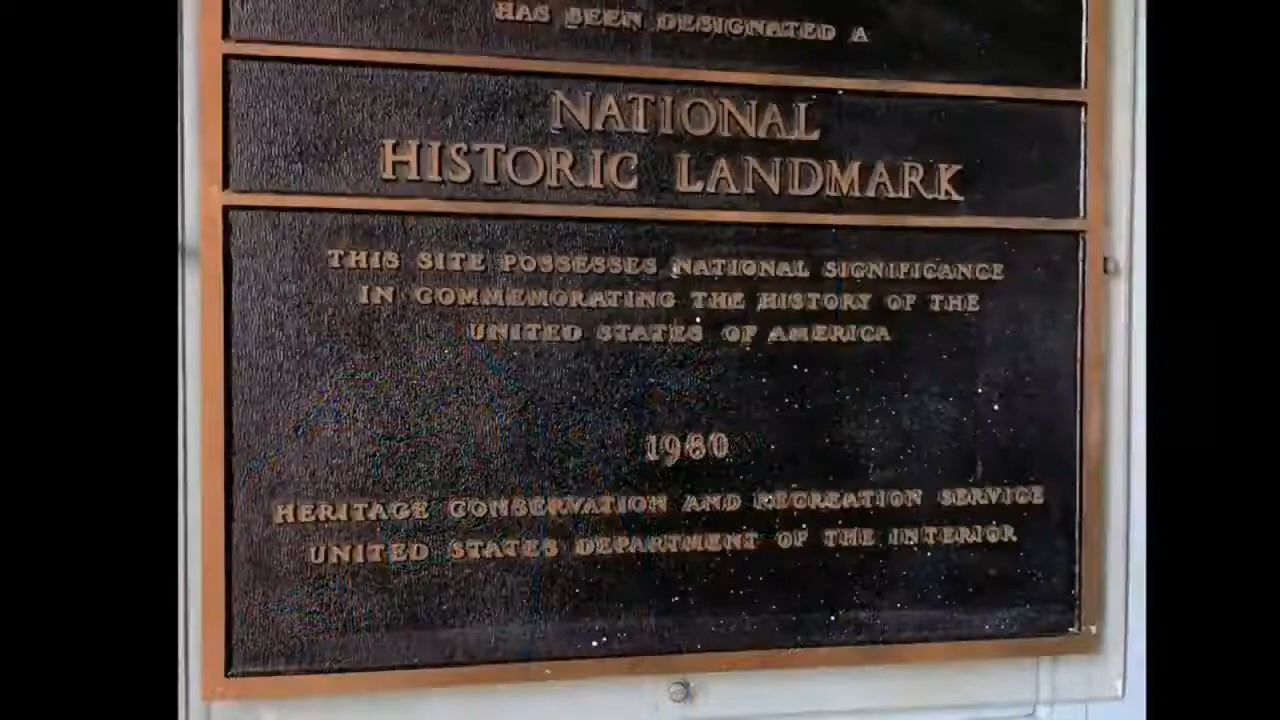 HAS BEEN DESIGNATED A
NATIONAL
HISTORIC LANDMARK
THIS SITE POSSESSES NATIONAL SIGNIFICANCE
IN COMMEMORATING THE HISTORY OF THE
UNITED STATES OF AMERICA
1980
HERITAGE CONSERVATION AND RECREATION SERVICE
UNITED STATES DEPARTMENT OF THE INTERIOR